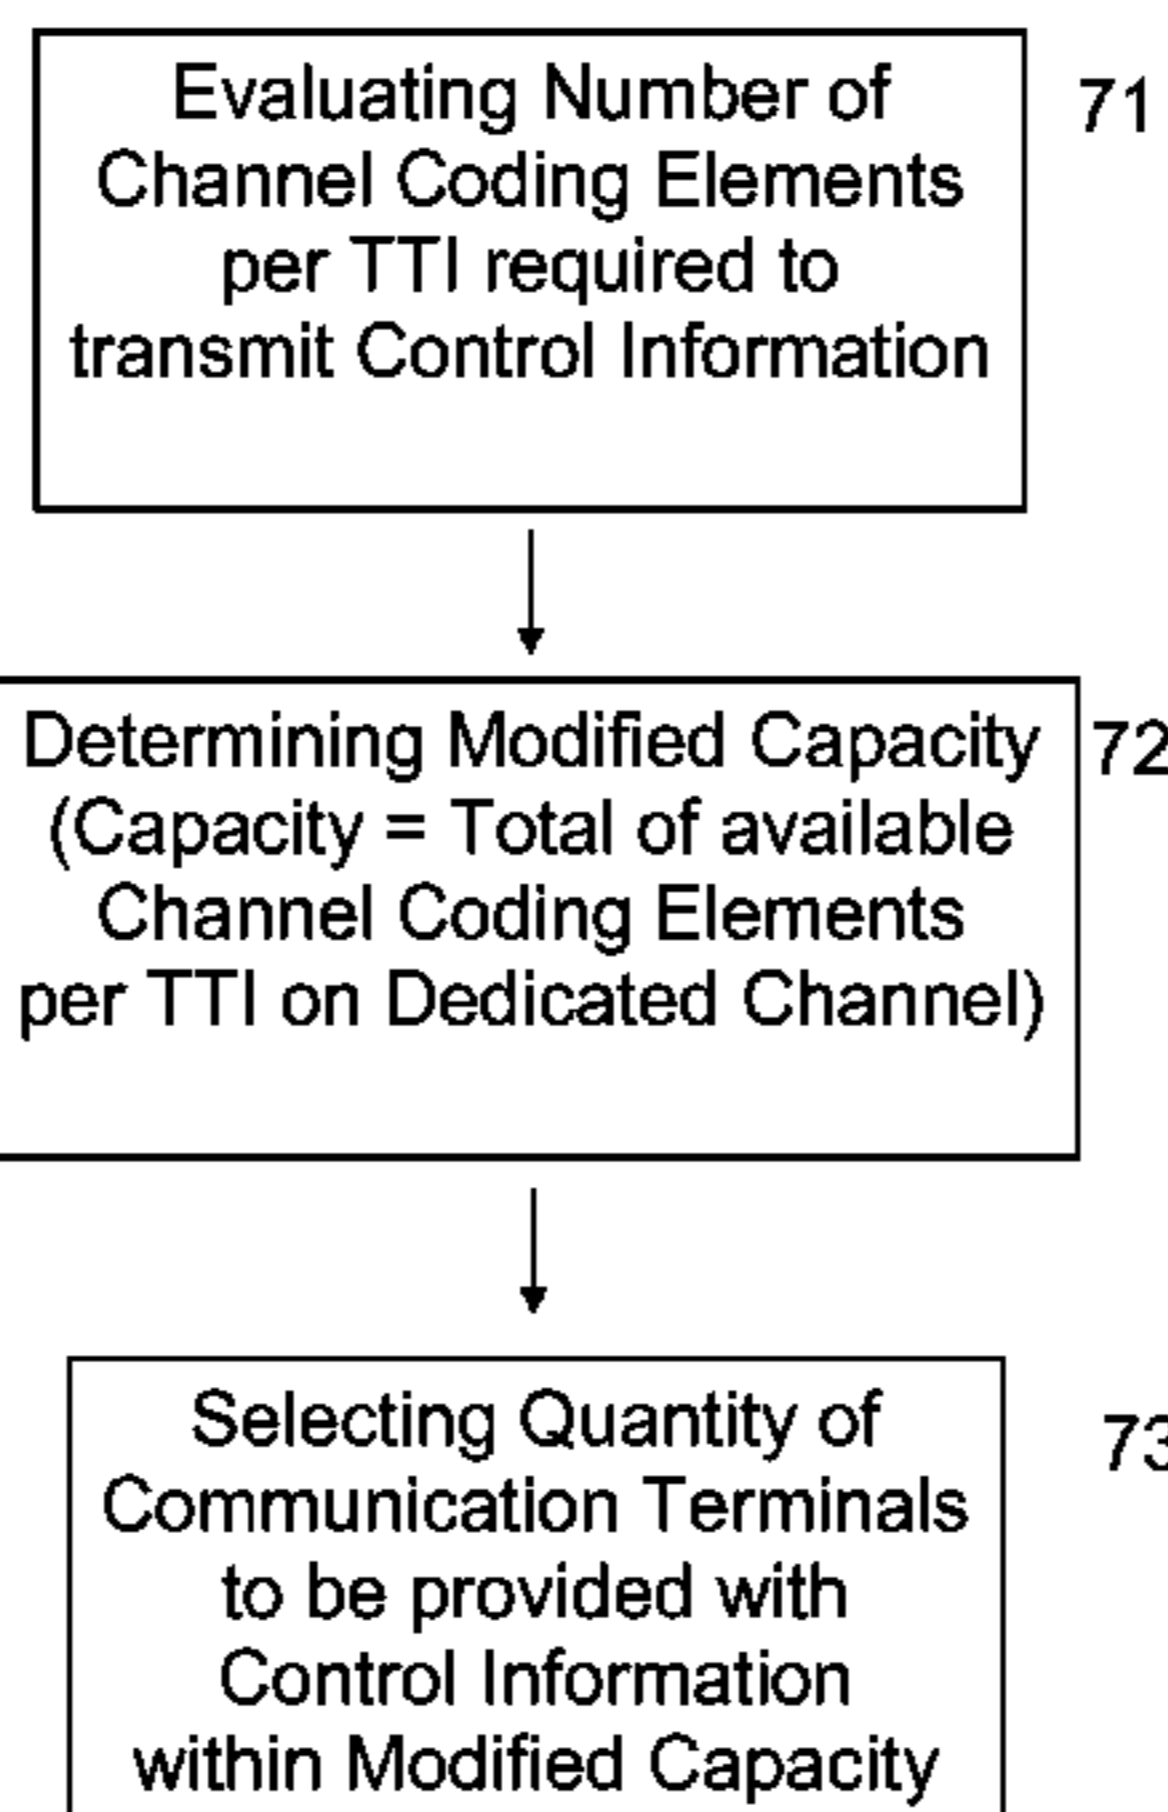 Evaluating Number of
Channel Coding Elements
per TTI required to
transmit Control Information
71
Determining Modified Capacity
(Capacity = Total of available
Channel Coding Elements
per TTI on Dedicated Channel)
72
Selecting Quantity of
Communication Terminals
to be provided with
Control Information
within Modified Capacity
73